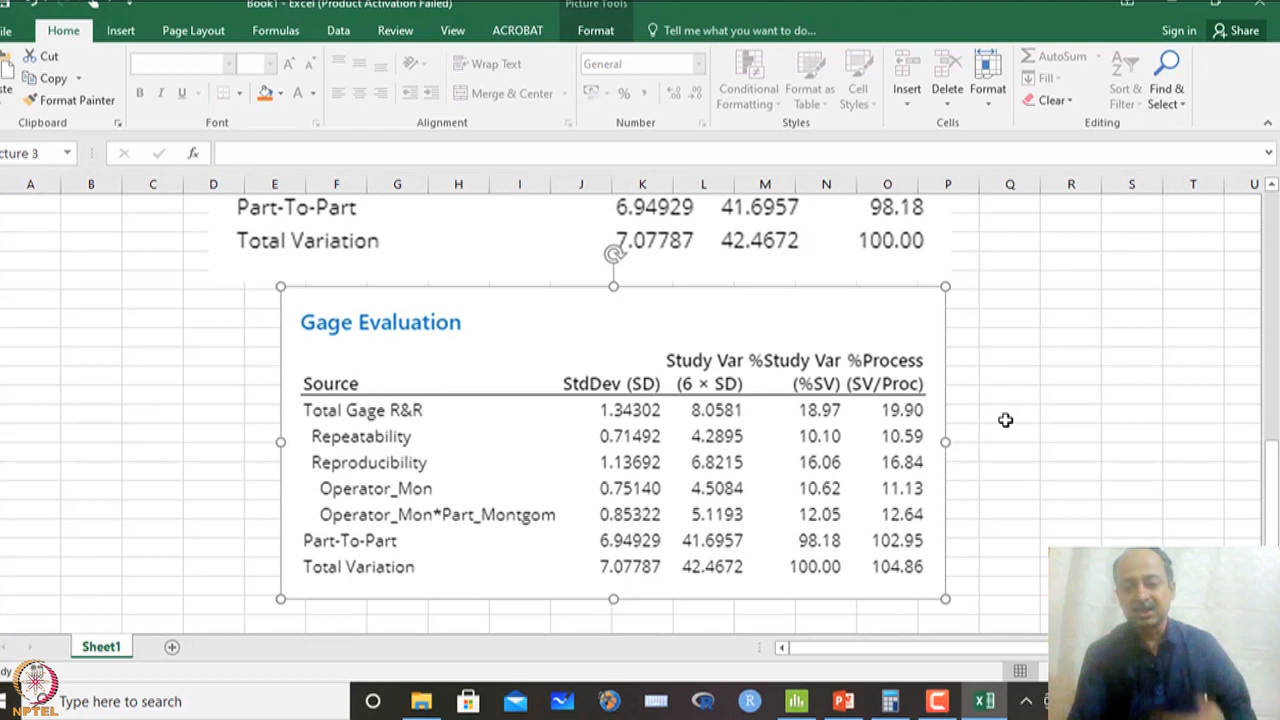 Book1 - Excel (Product Activation Failed)
Picture Tools
Home Insert Page Layout Formulas Data Review View ACROBAT Format Tell me what you want to do... Sign in Share
Cut
Copy
Format Painter
Clipboard
B I U A
Font
Wrap Text
Merge & Center
Alignment
General
%
Number
Conditional Formatting
Format as Table
Cell Styles
Styles
Insert Delete Format
Cells
AutoSum
Fill
Clear
Sort & Filter
Find & Select
Editing
cture 3
fx
A B C D E F G H I J K L M N O P Q R S T U
Part-To-Part 6.94929 41.6957 98.18
Total Variation 7.07787 42.4672 100.00
Gage Evaluation
Study Var %Study Var %Process
Source StdDev (SD) (6 × SD) (%SV) (SV/Proc)
Total Gage R&R 1.34302 8.0581 18.97 19.90
Repeatability 0.71492 4.2895 10.10 10.59
Reproducibility 1.13692 6.8215 16.06 16.84
Operator_Mon 0.75140 4.5084 10.62 11.13
Operator_Mon*Part_Montgom 0.85322 5.1193 12.05 12.64
Part-To-Part 6.94929 41.6957 98.18 102.95
Total Variation 7.07787 42.4672 100.00 104.86
Sheet1
NPTEL
Type here to search